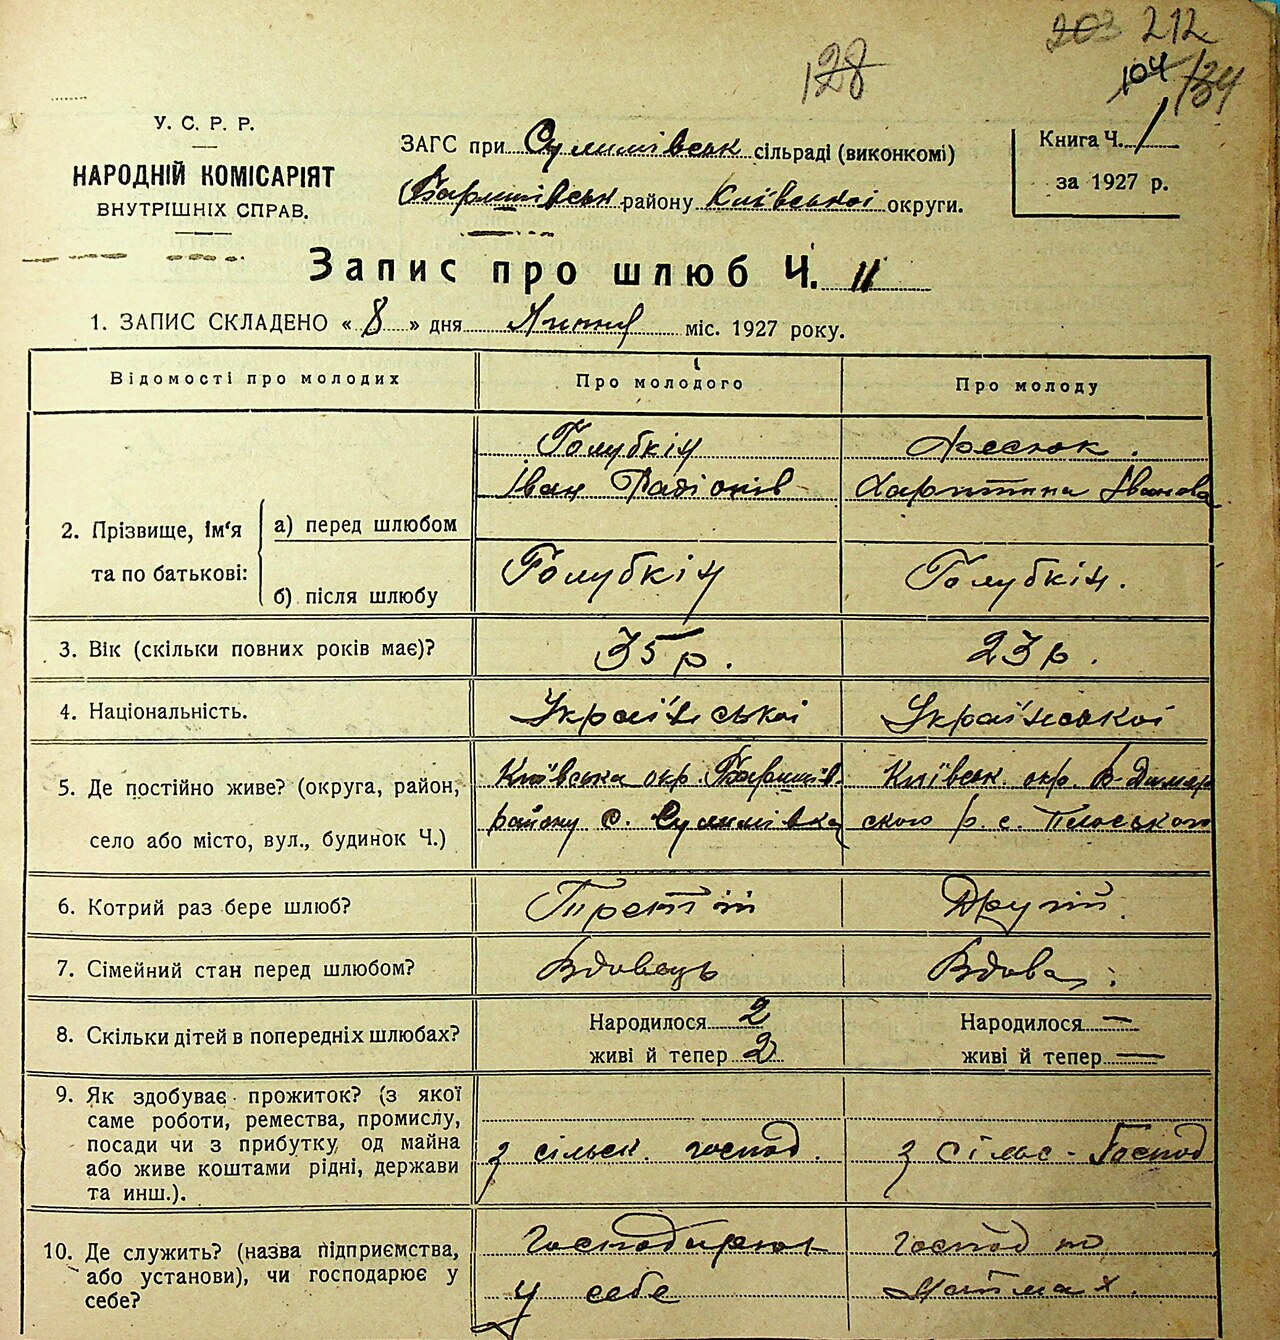 203 212
128
104 134
У. С. Р. Р.
НАРОДНІЙ КОМІСАРІЯТ
ВНУТРІШНІХ СПРАВ.
ЗАГС при Сулимівськ сільраді (виконкомі)
Баришівськ району Київської округи.
Книга Ч. 1
за 1927 р.
Запис про шлюб Ч. 11
1. ЗАПИС СКЛАДЕНО « 8 » дня Липня міс. 1927 року.
Відомості про молодих Про молодого Про молоду
Голубкін
Іван Радіонів Харитина Іванова
2. Прізвище, ім'я та по батькові:
а) перед шлюбом
б) після шлюбу
Голубкін Голубкін.
3. Вік (скільки повних років має)? 35 р. 23 р.
4. Національність. Української Української
5. Де постійно живе? (округа, район,
село або місто, вул., будинок Ч.)
Київська окр. Баришів.
району с. Сулимівка
Київськ. окр. В-Димер
ского р. с. Плоського
6. Котрий раз бере шлюб? Третій Другий.
7. Сімейний стан перед шлюбом? Вдовець Вдова
8. Скільки дітей в попередніх шлюбах?
Народилося 2
живі й тепер 2
Народилося —
живі й тепер —
9. Як здобуває прожиток? (з якої
саме роботи, ремества, промислу,
посади чи з прибутку, од майна
або живе коштами рідні, держави
та инш.).
з сільск. господ.
з сільс - Господ
10. Де служить? (назва підприємства,
або установи), чи господарює у
себе?
у себе
господ по